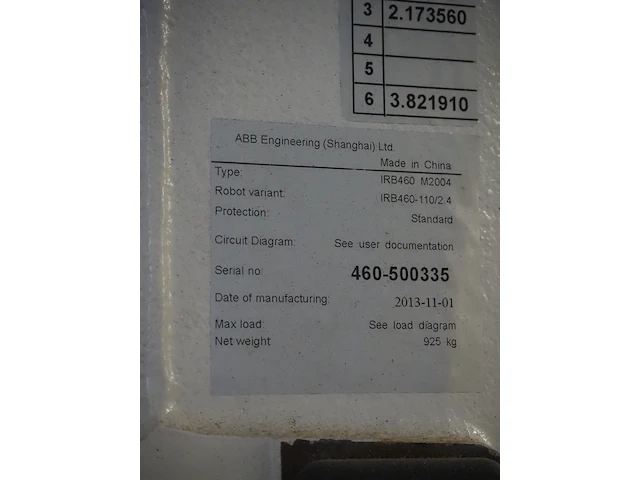 3 2.173560
4
5
6 3.821910
ABB Engineering (Shanghai) Ltd.
Made in China
Type: IRB460 M2004
Robot variant: IRB460-110/2.4
Protection: Standard
Circuit Diagram: See user documentation
Serial no: 460-500335
Date of manufacturing: 2013-11-01
Max load: See load diagram
Net weight 925 kg